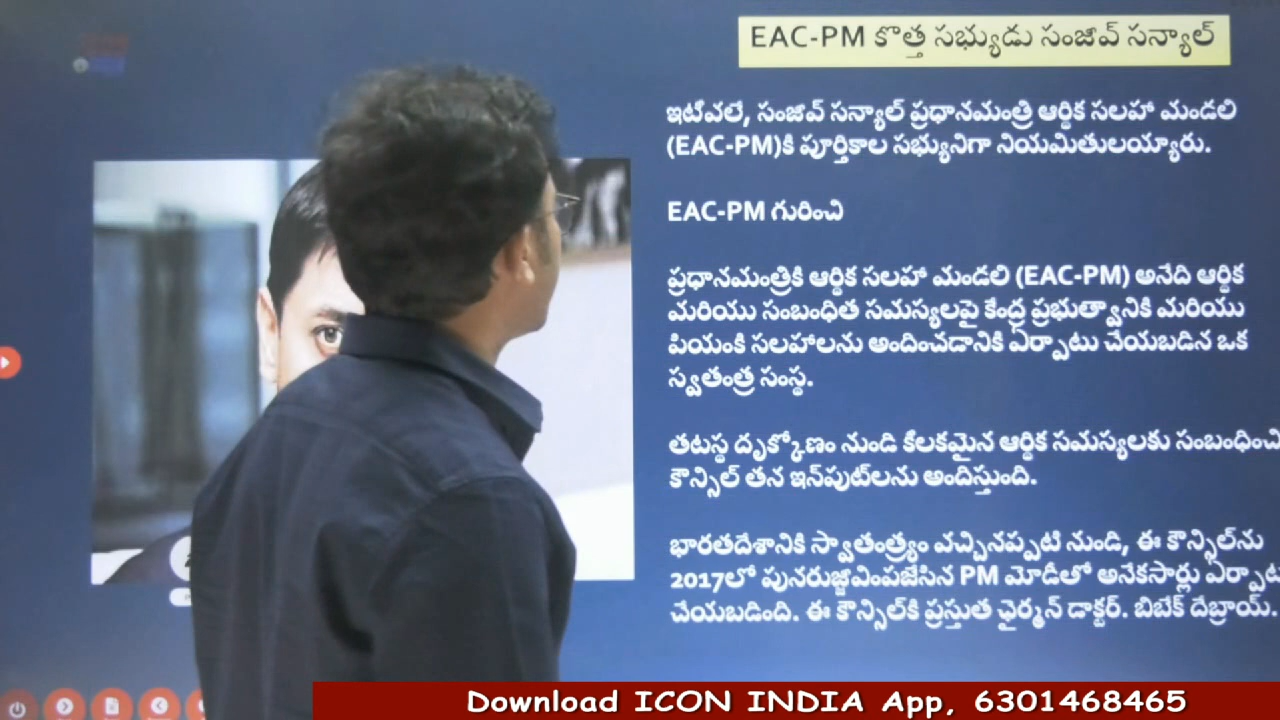 EAC-PM కొత్త సభ్యుడు సంజీవ్ సన్యాల్
ఇటీవలే, సంజీవ్ సన్యాల్ ప్రధానమంత్రి ఆర్థిక సలహా మండలి
(EAC-PM)కి పూర్తికాల సభ్యునిగా నియమితులయ్యారు.
EAC-PM గురించి
ప్రధానమంత్రికి ఆర్థిక సలహా మండలి (EAC-PM) అనేది ఆర్థిక
మరియు సంబంధిత సమస్యలపై కేంద్ర ప్రభుత్వానికి మరియు
పియంకి సలహాలను అందించడానికి ఏర్పాటు చేయబడిన ఒక
స్వతంత్ర సంస్థ.
తటస్థ దృక్కోణం నుండి కీలకమైన ఆర్థిక సమస్యలకు సంబంధించి
కౌన్సిల్ తన ఇన్‌పుట్‌లను అందిస్తుంది.
భారతదేశానికి స్వాతంత్ర్యం వచ్చినప్పటి నుండి, ఈ కౌన్సిల్‌ను
2017లో పునరుజ్జీవింపజేసిన PM మోడీతో అనేకసార్లు ఏర్పాటు
చేయబడింది. ఈ కౌన్సిల్‌కి ప్రస్తుత ఛైర్మన్ డాక్టర్. బిబేక్ దేబ్రాయ్.
Download ICON INDIA App, 6301468465